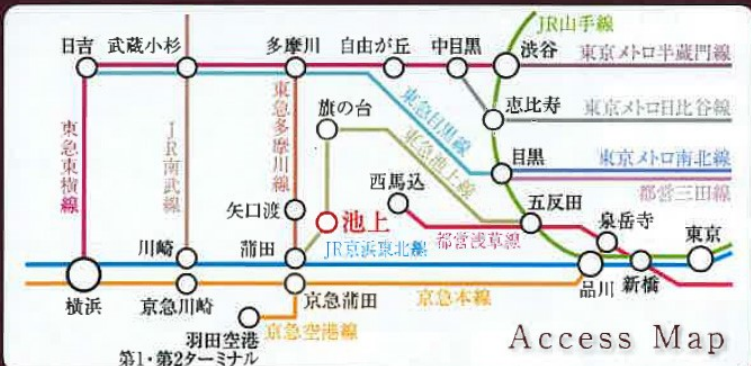 JR山手線
日吉
武蔵小杉
多摩川
自由が丘
中目黒
渋谷
東京メトロ半蔵門線
東急東横線
JR南武線
東急多摩川線
旗の台
東急目黒線
恵比寿
東京メトロ日比谷線
東急池上線
目黒
東京メトロ南北線
都営三田線
西馬込
矢口渡
池上
五反田
泉岳寺
川崎
蒲田
JR京浜東北線
都営浅草線
東京
横浜
京急川崎
京急蒲田
京急本線
品川
新橋
羽田空港
第1・第2ターミナル
京急空港線
Access Map